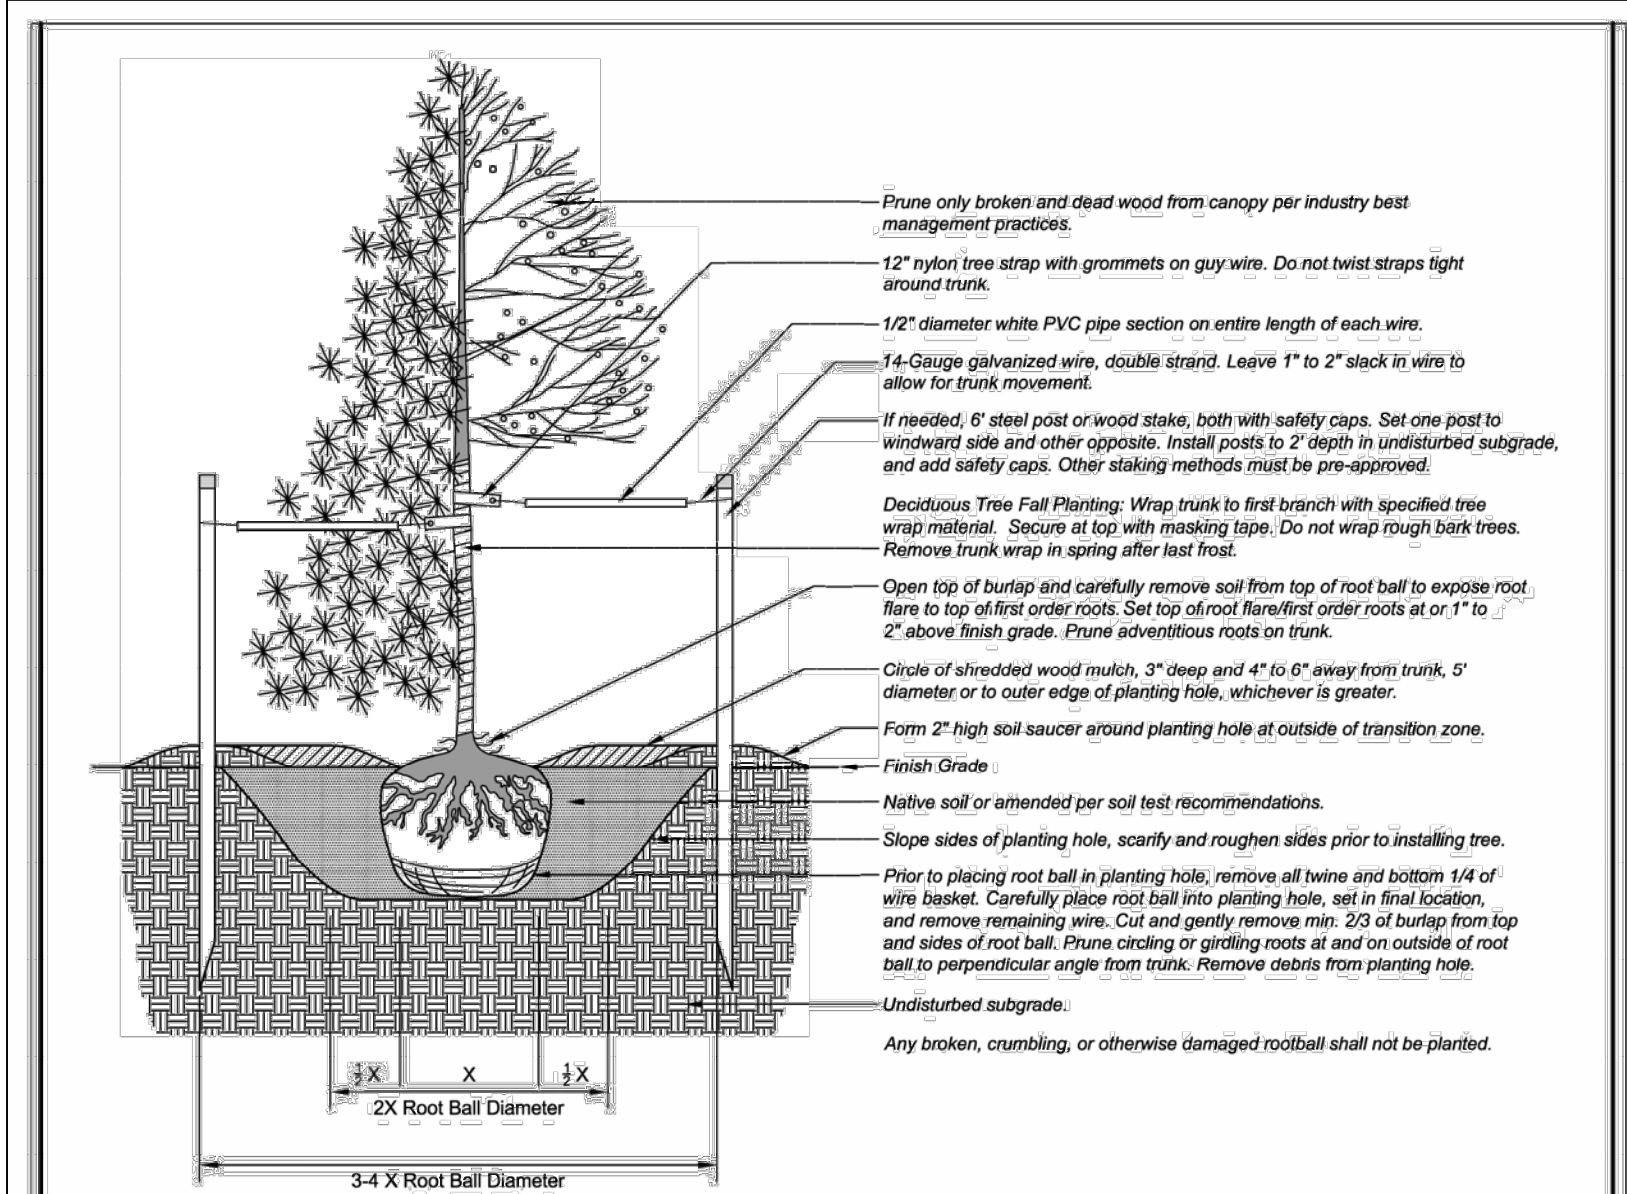 Prune only broken and dead wood from canopy per industry best
management practices.
12" nylon tree strap with grommets on guy wire. Do not twist straps tight
around trunk.
1/2" diameter white PVC pipe section on entire length of each wire.
14-Gauge galvanized wire, double strand. Leave 1" to 2" slack in wire to
allow for trunk movement.
If needed, 6' steel post or wood stake, both with safety caps. Set one post to
windward side and other opposite. Install posts to 2' depth in undisturbed subgrade,
and add safety caps. Other staking methods must be pre-approved.
Deciduous Tree Fall Planting: Wrap trunk to first branch with specified tree
wrap material. Secure at top with masking tape. Do not wrap rough bark trees.
Remove trunk wrap in spring after last frost.
Open top of burlap and carefully remove soil from top of root ball to expose root
flare to top of first order roots. Set top of root flare/first order roots at or 1" to
2" above finish grade. Prune adventitious roots on trunk.
Circle of shredded wood mulch, 3" deep and 4" to 6" away from trunk, 5'
diameter or to outer edge of planting hole, whichever is greater.
Form 2" high soil saucer around planting hole at outside of transition zone.
Finish Grade
Native soil or amended per soil test recommendations.
Slope sides of planting hole, scarify and roughen sides prior to installing tree.
Prior to placing root ball in planting hole, remove all twine and bottom 1/4 of
wire basket. Carefully place root ball into planting hole, set in final location,
and remove remaining wire. Cut and gently remove min. 2/3 of burlap from top
and sides of root ball. Prune circling or girdling roots at and on outside of root
ball to perpendicular angle from trunk. Remove debris from planting hole.
Undisturbed subgrade.
Any broken, crumbling, or otherwise damaged rootball shall not be planted.
½ X X ½ X
2X Root Ball Diameter
3-4 X Root Ball Diameter